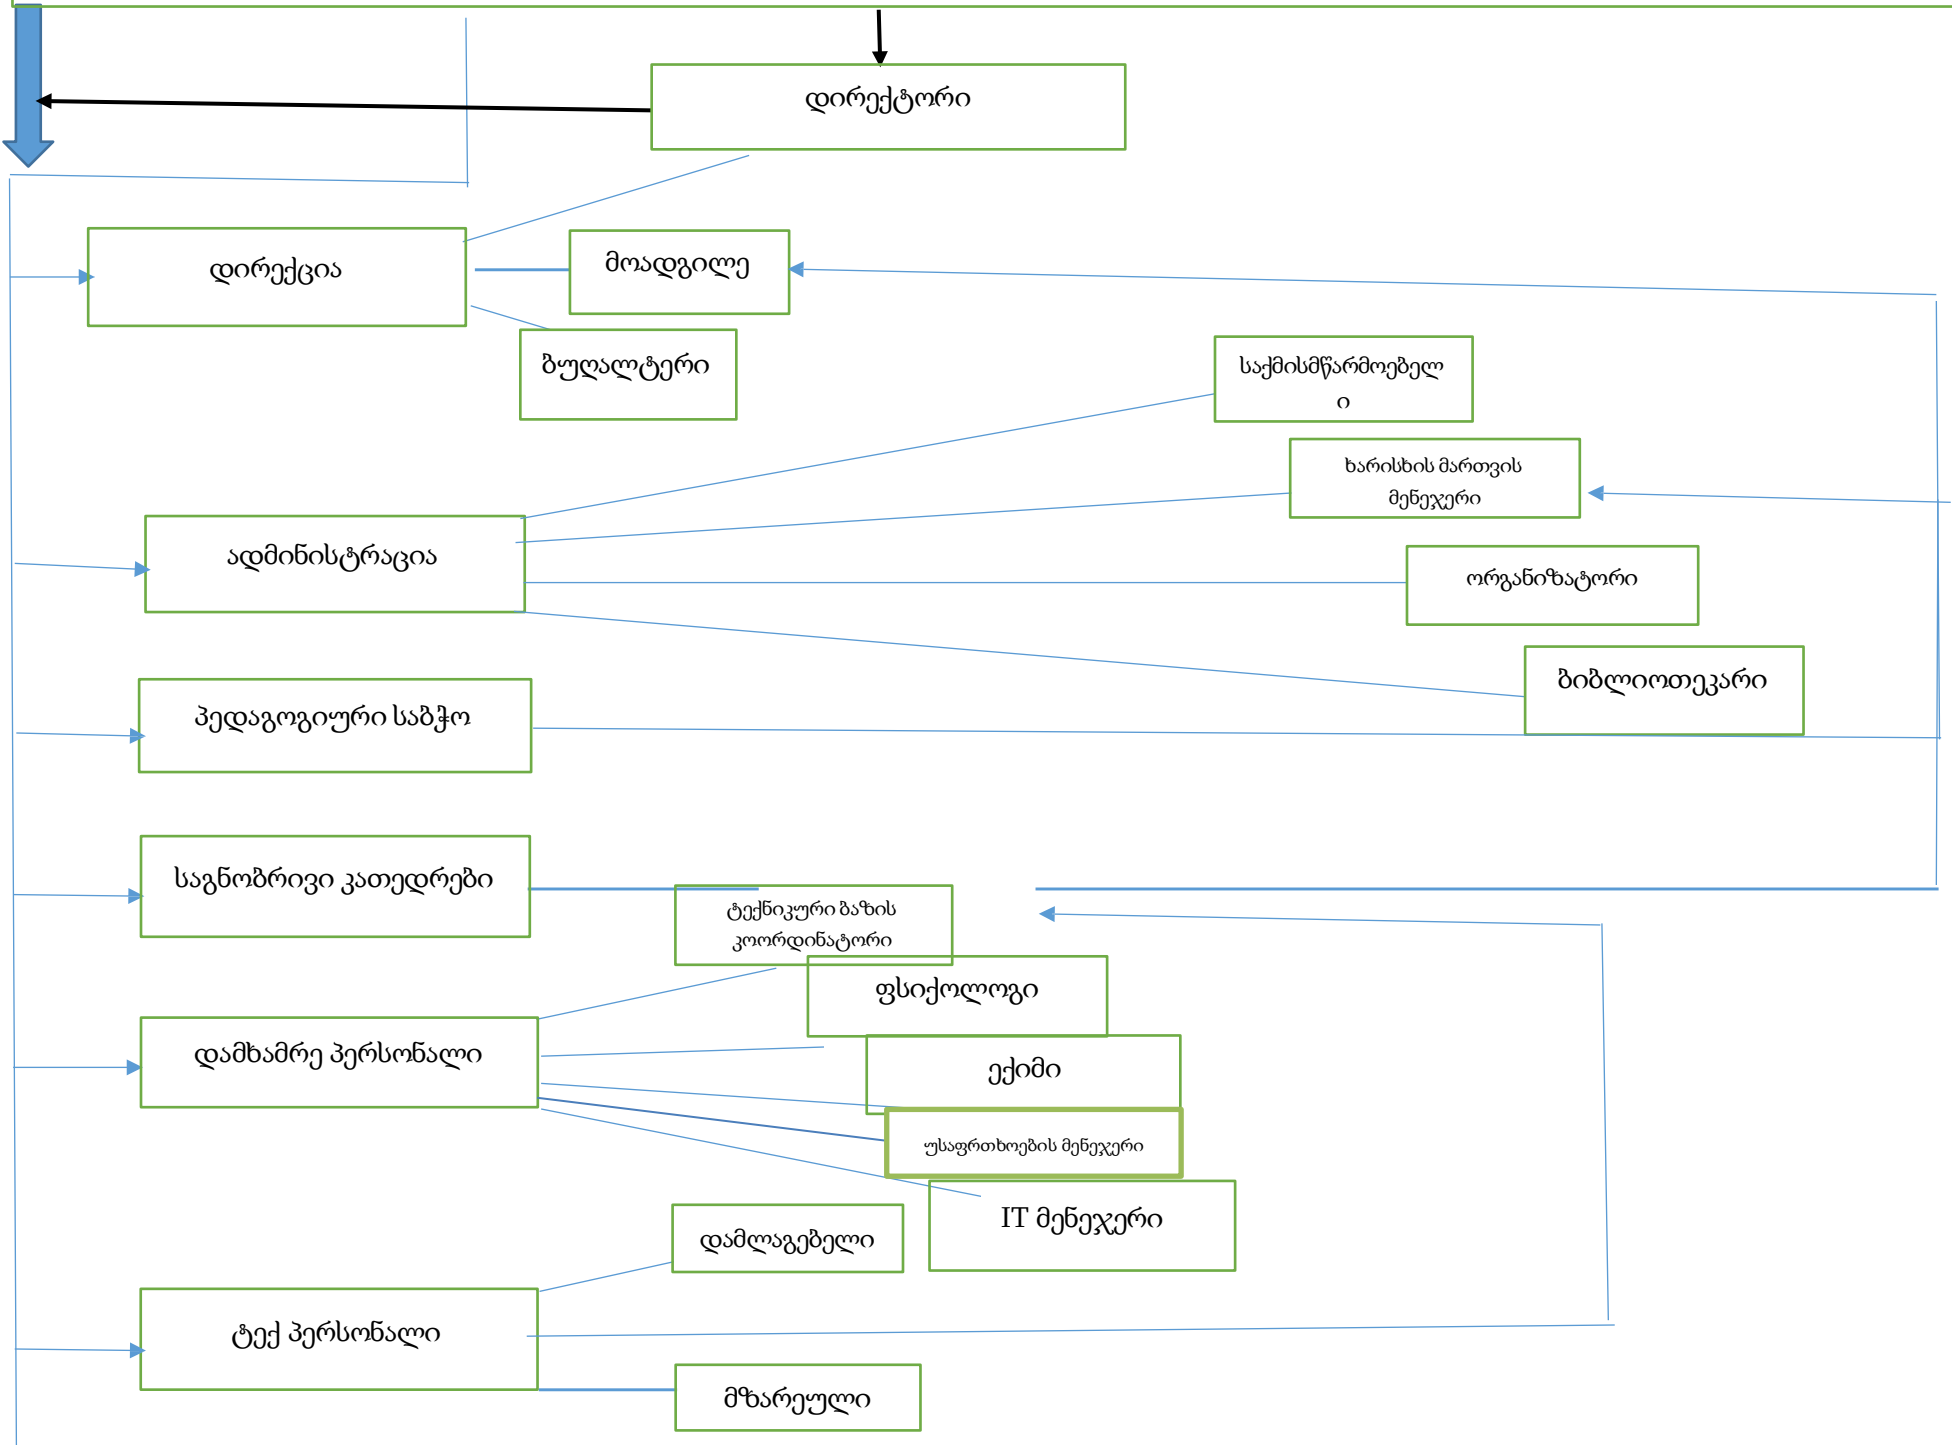 დირექტორი
დირექცია
მოადგილე
ბუღალტერი
საქმისმწარმოებელ
ი
ხარისხის მართვის
მენეჯერი
ადმინისტრაცია
ორგანიზატორი
ბიბლიოთეკარი
პედაგოგიური საბჭო
საგნობრივი კათედრები
ტექნიკური ბაზის
კოორდინატორი
ფსიქოლოგი
დამხამრე პერსონალი
ექიმი
უსაფრთხოების მენეჯერი
IT მენეჯერი
დამლაგებელი
ტექ პერსონალი
მზარეული